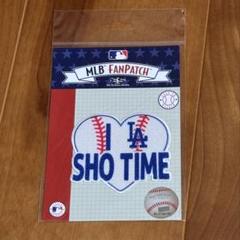 MLB FANPATCH
I LA
SHO TIME